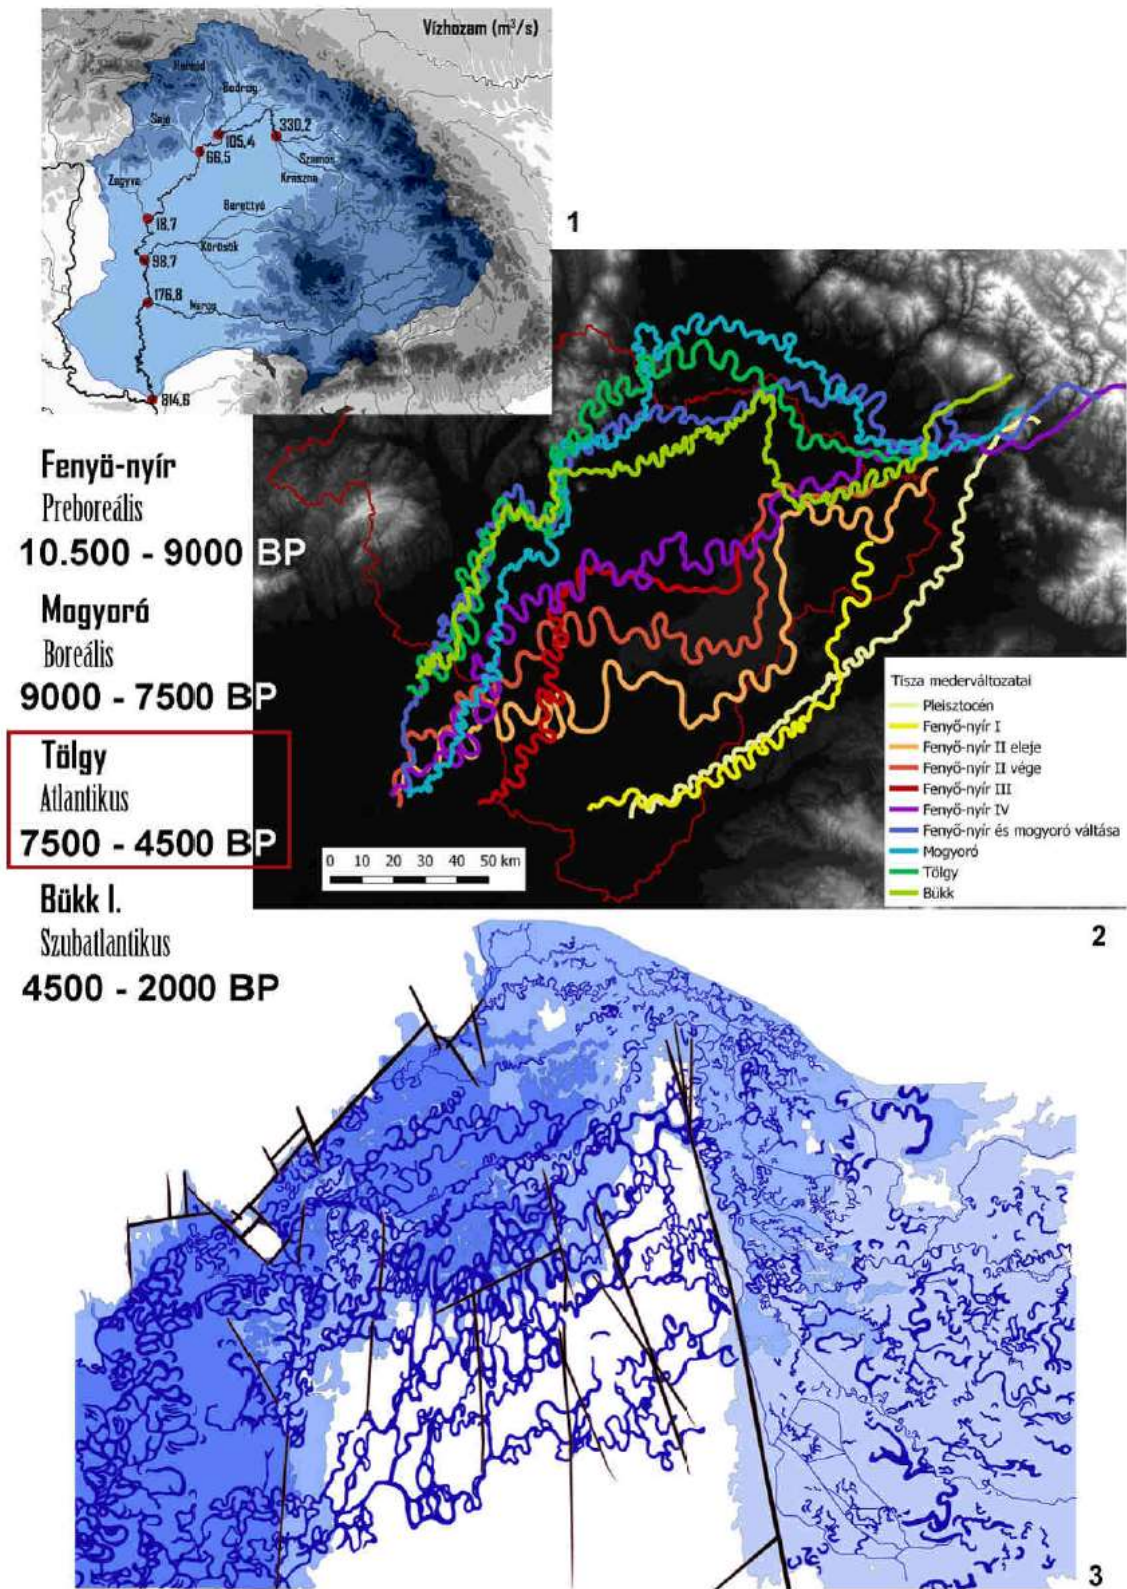 Vízhozam (m³/s)
Hernád
Bodrog
Sajó
330,2
105,4
66,5
Szamos
Kraszna
Zagyva
Berettyó
18,7
Körösök
98,7
176,8
Maros
814,6
1
Fenyö-nyír
Preboreális
10.500 - 9000 BP
Mogyoró
Boreális
9000 - 7500 BP
Tölgy
Atlantikus
7500 - 4500 BP
Bükk I.
Szubatlantikus
4500 - 2000 BP
Tisza mederváltozatai
Pleisztocén
Fenyő-nyír I
Fenyő-nyír II eleje
Fenyő-nyír II vége
Fenyő-nyír III
Fenyő-nyír IV
Fenyő-nyír és mogyoró váltása
Mogyoró
Tölgy
Bükk
0 10 20 30 40 50 km
2
3